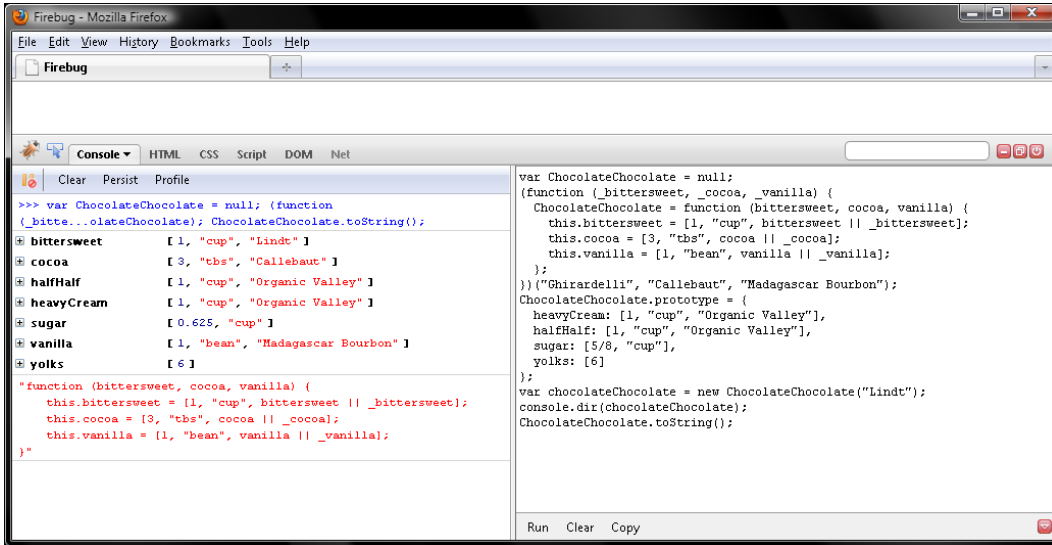 Firebug - Mozilla Firefox
File Edit View History Bookmarks Tools Help
Firebug
Console HTML CSS Script DOM Net
Clear Persist Profile
>>> var ChocolateChocolate = null; (function
(_bitte...olateChocolate); ChocolateChocolate.toString();
bittersweet [ 1, "cup", "Lindt" ]
cocoa [ 3, "tbs", "Callebaut" ]
halfHalf [ 1, "cup", "Organic Valley" ]
heavyCream [ 1, "cup", "Organic Valley" ]
sugar [ 0.625, "cup" ]
vanilla [ 1, "bean", "Madagascar Bourbon" ]
yolks [ 6 ]
"function (bittersweet, cocoa, vanilla) {
this.bittersweet = [1, "cup", bittersweet || _bittersweet];
this.cocoa = [3, "tbs", cocoa || _cocoa];
this.vanilla = [1, "bean", vanilla || _vanilla];
}"
var ChocolateChocolate = null;
(function (_bittersweet, _cocoa, _vanilla) {
ChocolateChocolate = function (bittersweet, cocoa, vanilla) {
this.bittersweet = [1, "cup", bittersweet || _bittersweet];
this.cocoa = [3, "tbs", cocoa || _cocoa];
this.vanilla = [1, "bean", vanilla || _vanilla];
};
})("Ghirardelli", "Callebaut", "Madagascar Bourbon");
ChocolateChocolate.prototype = {
heavyCream: [1, "cup", "Organic Valley"],
halfHalf: [1, "cup", "Organic Valley"],
sugar: [5/8, "cup"],
yolks: [6]
};
var chocolateChocolate = new ChocolateChocolate("Lindt");
console.dir(chocolateChocolate);
ChocolateChocolate.toString();
Run Clear Copy